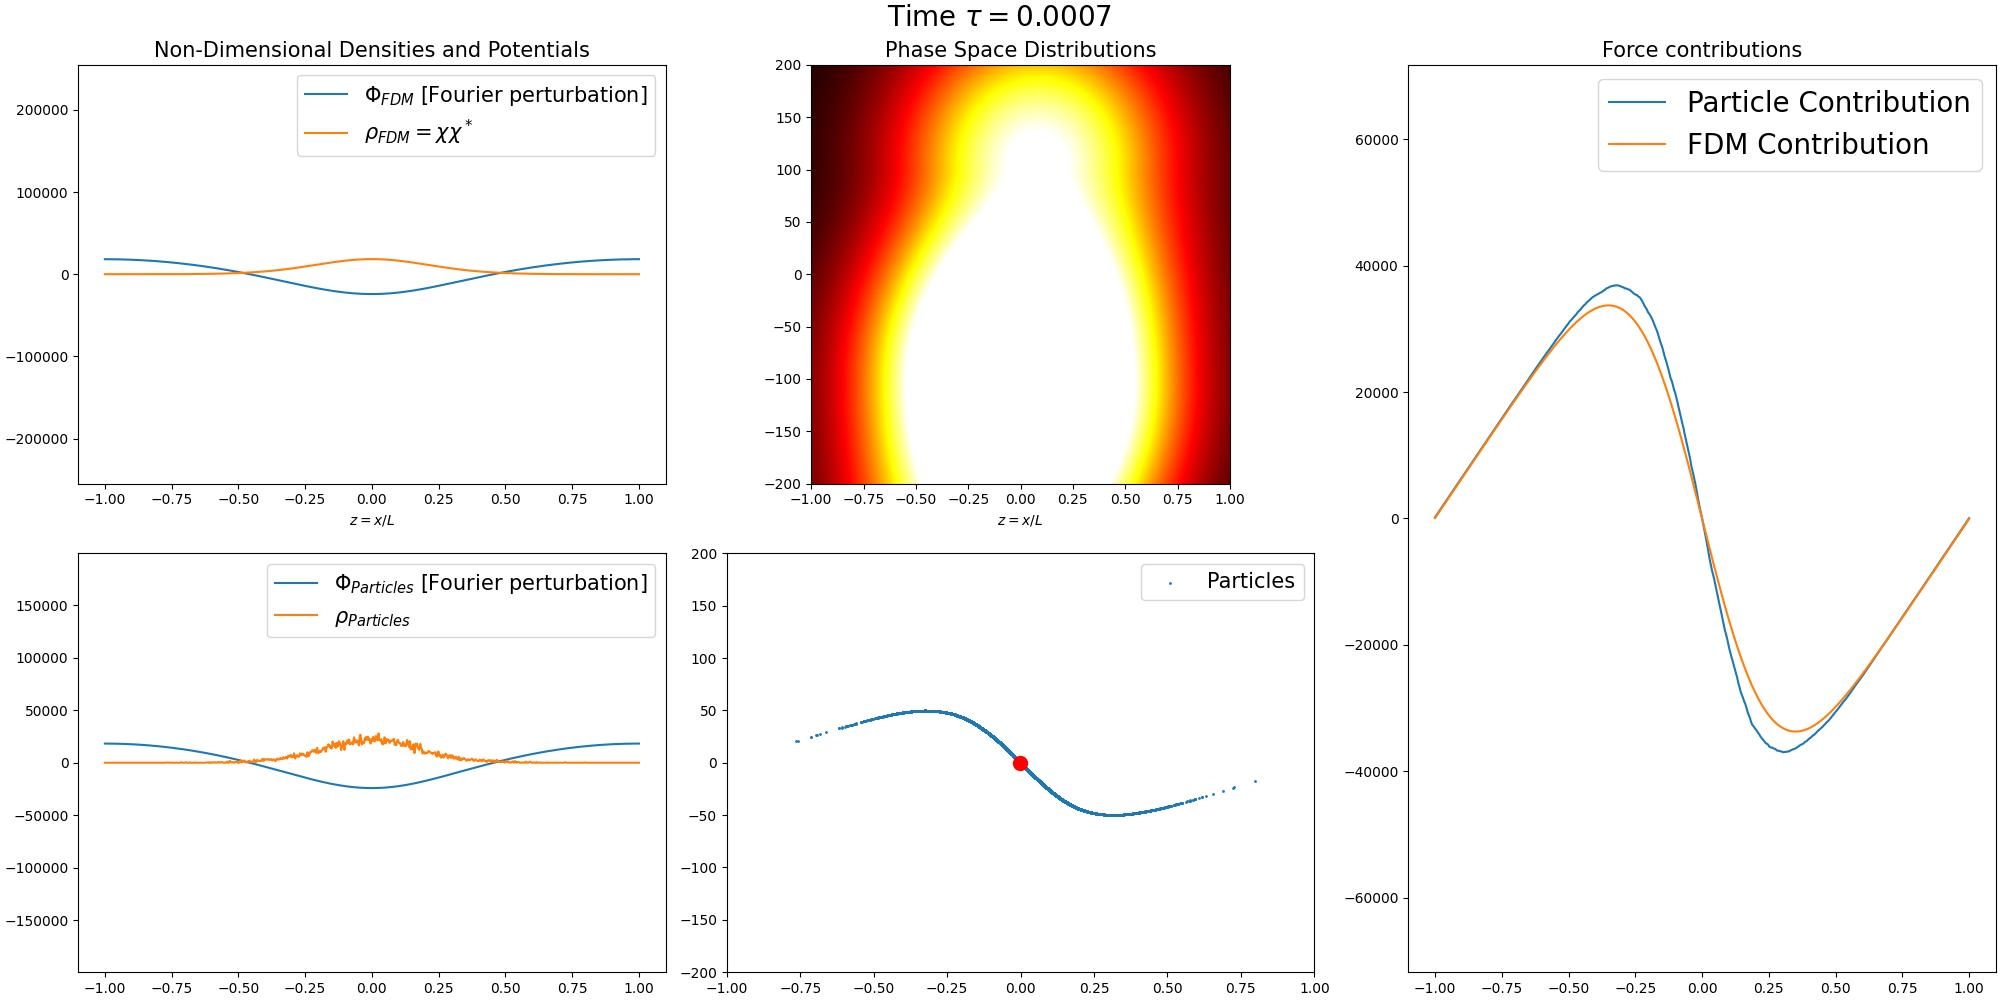 Time τ = 0.0007
Non-Dimensional Densities and Potentials
Φ_FDM [Fourier perturbation]
ρ_FDM = χχ*
200000
100000
0
−100000
−200000
−1.00 −0.75 −0.50 −0.25 0.00 0.25 0.50 0.75 1.00
z = x/L
Phase Space Distributions
200
150
100
50
0
−50
−100
−150
−200
−1.00 −0.75 −0.50 −0.25 0.00 0.25 0.50 0.75 1.00
z = x/L
Force contributions
Particle Contribution
FDM Contribution
60000
40000
20000
0
−20000
−40000
−60000
−1.00 −0.75 −0.50 −0.25 0.00 0.25 0.50 0.75 1.00
Φ_Particles [Fourier perturbation]
ρ_Particles
150000
100000
50000
0
−50000
−100000
−150000
−1.00 −0.75 −0.50 −0.25 0.00 0.25 0.50 0.75 1.00
Particles
200
150
100
50
0
−50
−100
−150
−200
−1.00 −0.75 −0.50 −0.25 0.00 0.25 0.50 0.75 1.00